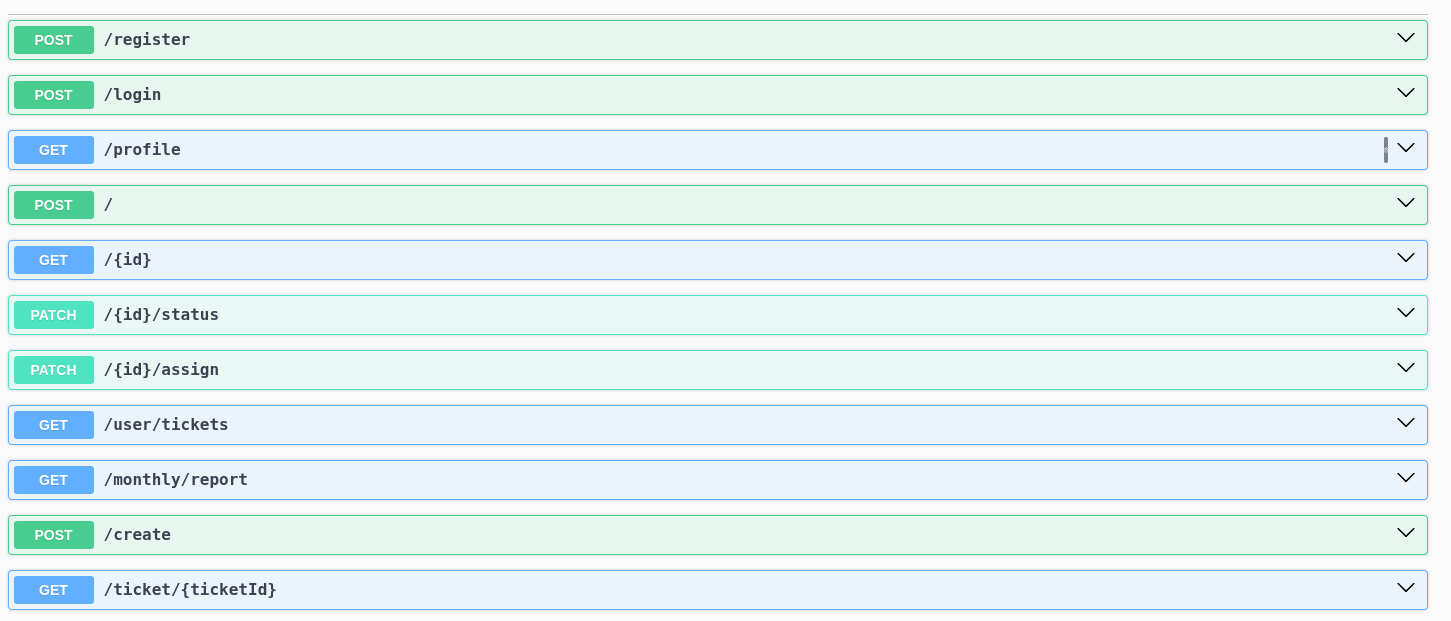 POST /register
POST /login
GET /profile
POST /
GET /{id}
PATCH /{id}/status
PATCH /{id}/assign
GET /user/tickets
GET /monthly/report
POST /create
GET /ticket/{ticketId}